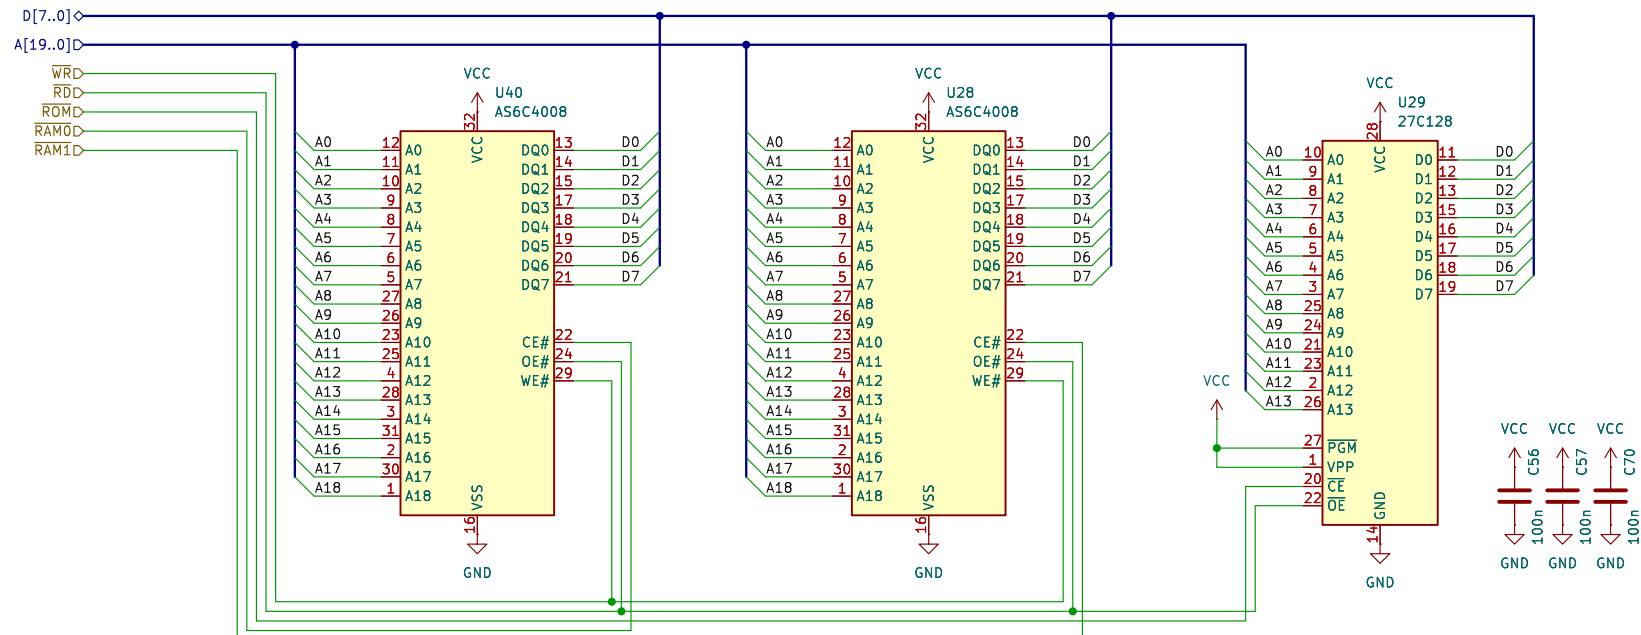 D[7..0]
A[19..0]
WR
RD
ROM
RAM0
RAM1
VCC
U40
AS6C4008
32
VCC
A0 12 A0
A1 11 A1
A2 10 A2
A3 9 A3
A4 8 A4
A5 7 A5
A6 6 A6
A7 5 A7
A8 27 A8
A9 26 A9
A10 23 A10
A11 25 A11
A12 4 A12
A13 28 A13
A14 3 A14
A15 31 A15
A16 2 A16
A17 30 A17
A18 1 A18
DQ0 13 D0
DQ1 14 D1
DQ2 15 D2
DQ3 17 D3
DQ4 18 D4
DQ5 19 D5
DQ6 20 D6
DQ7 21 D7
CE# 22
OE# 24
WE# 29
VSS
16
GND
VCC
U28
AS6C4008
32
VCC
A0 12 A0
A1 11 A1
A2 10 A2
A3 9 A3
A4 8 A4
A5 7 A5
A6 6 A6
A7 5 A7
A8 27 A8
A9 26 A9
A10 23 A10
A11 25 A11
A12 4 A12
A13 28 A13
A14 3 A14
A15 31 A15
A16 2 A16
A17 30 A17
A18 1 A18
DQ0 13 D0
DQ1 14 D1
DQ2 15 D2
DQ3 17 D3
DQ4 18 D4
DQ5 19 D5
DQ6 20 D6
DQ7 21 D7
CE# 22
OE# 24
WE# 29
VSS
16
GND
VCC
U29
27C128
28
VCC
A0 10 A0
A1 9 A1
A2 8 A2
A3 7 A3
A4 6 A4
A5 5 A5
A6 4 A6
A7 3 A7
A8 25 A8
A9 24 A9
A10 21 A10
A11 23 A11
A12 2 A12
A13 26 A13
VCC
27 PGM
1 VPP
20 CE
22 OE
D0 11 D0
D1 12 D1
D2 13 D2
D3 15 D3
D4 16 D4
D5 17 D5
D6 18 D6
D7 19 D7
GND
14
GND
VCC
C56
100n
GND
VCC
C57
100n
GND
VCC
C70
100n
GND